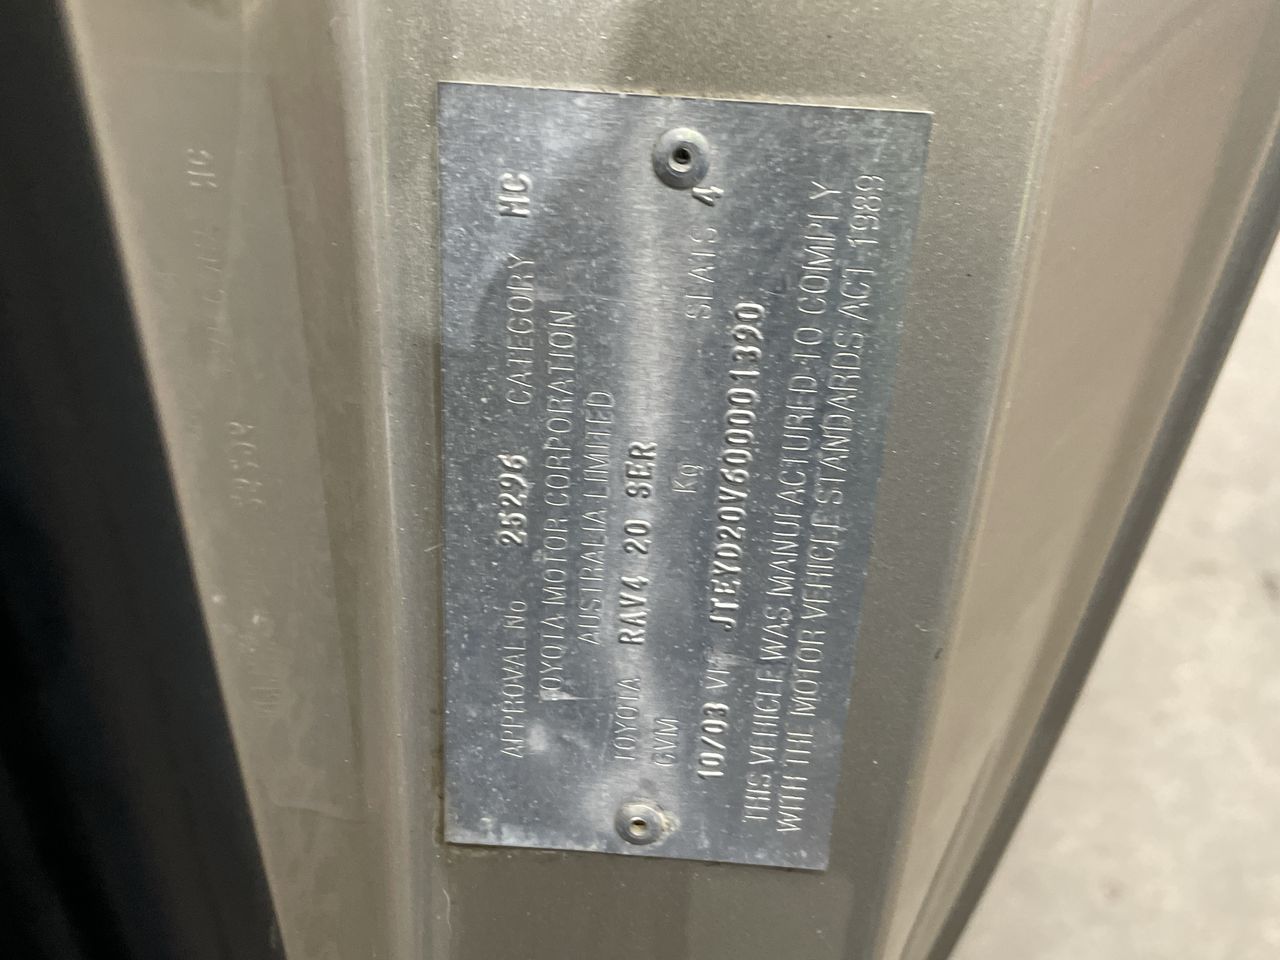 APPROVAL No 25296 CATEGORY MC
TOYOTA MOTOR CORPORATION
AUSTRALIA LIMITED
TOYOTA RAV4 20 SER
GVM Kg SEATS 4
10/03 VIN JTEYD20V600001390
THIS VEHICLE WAS MANUFACTURED TO COMPLY
WITH THE MOTOR VEHICLE STANDARDS ACT 1989